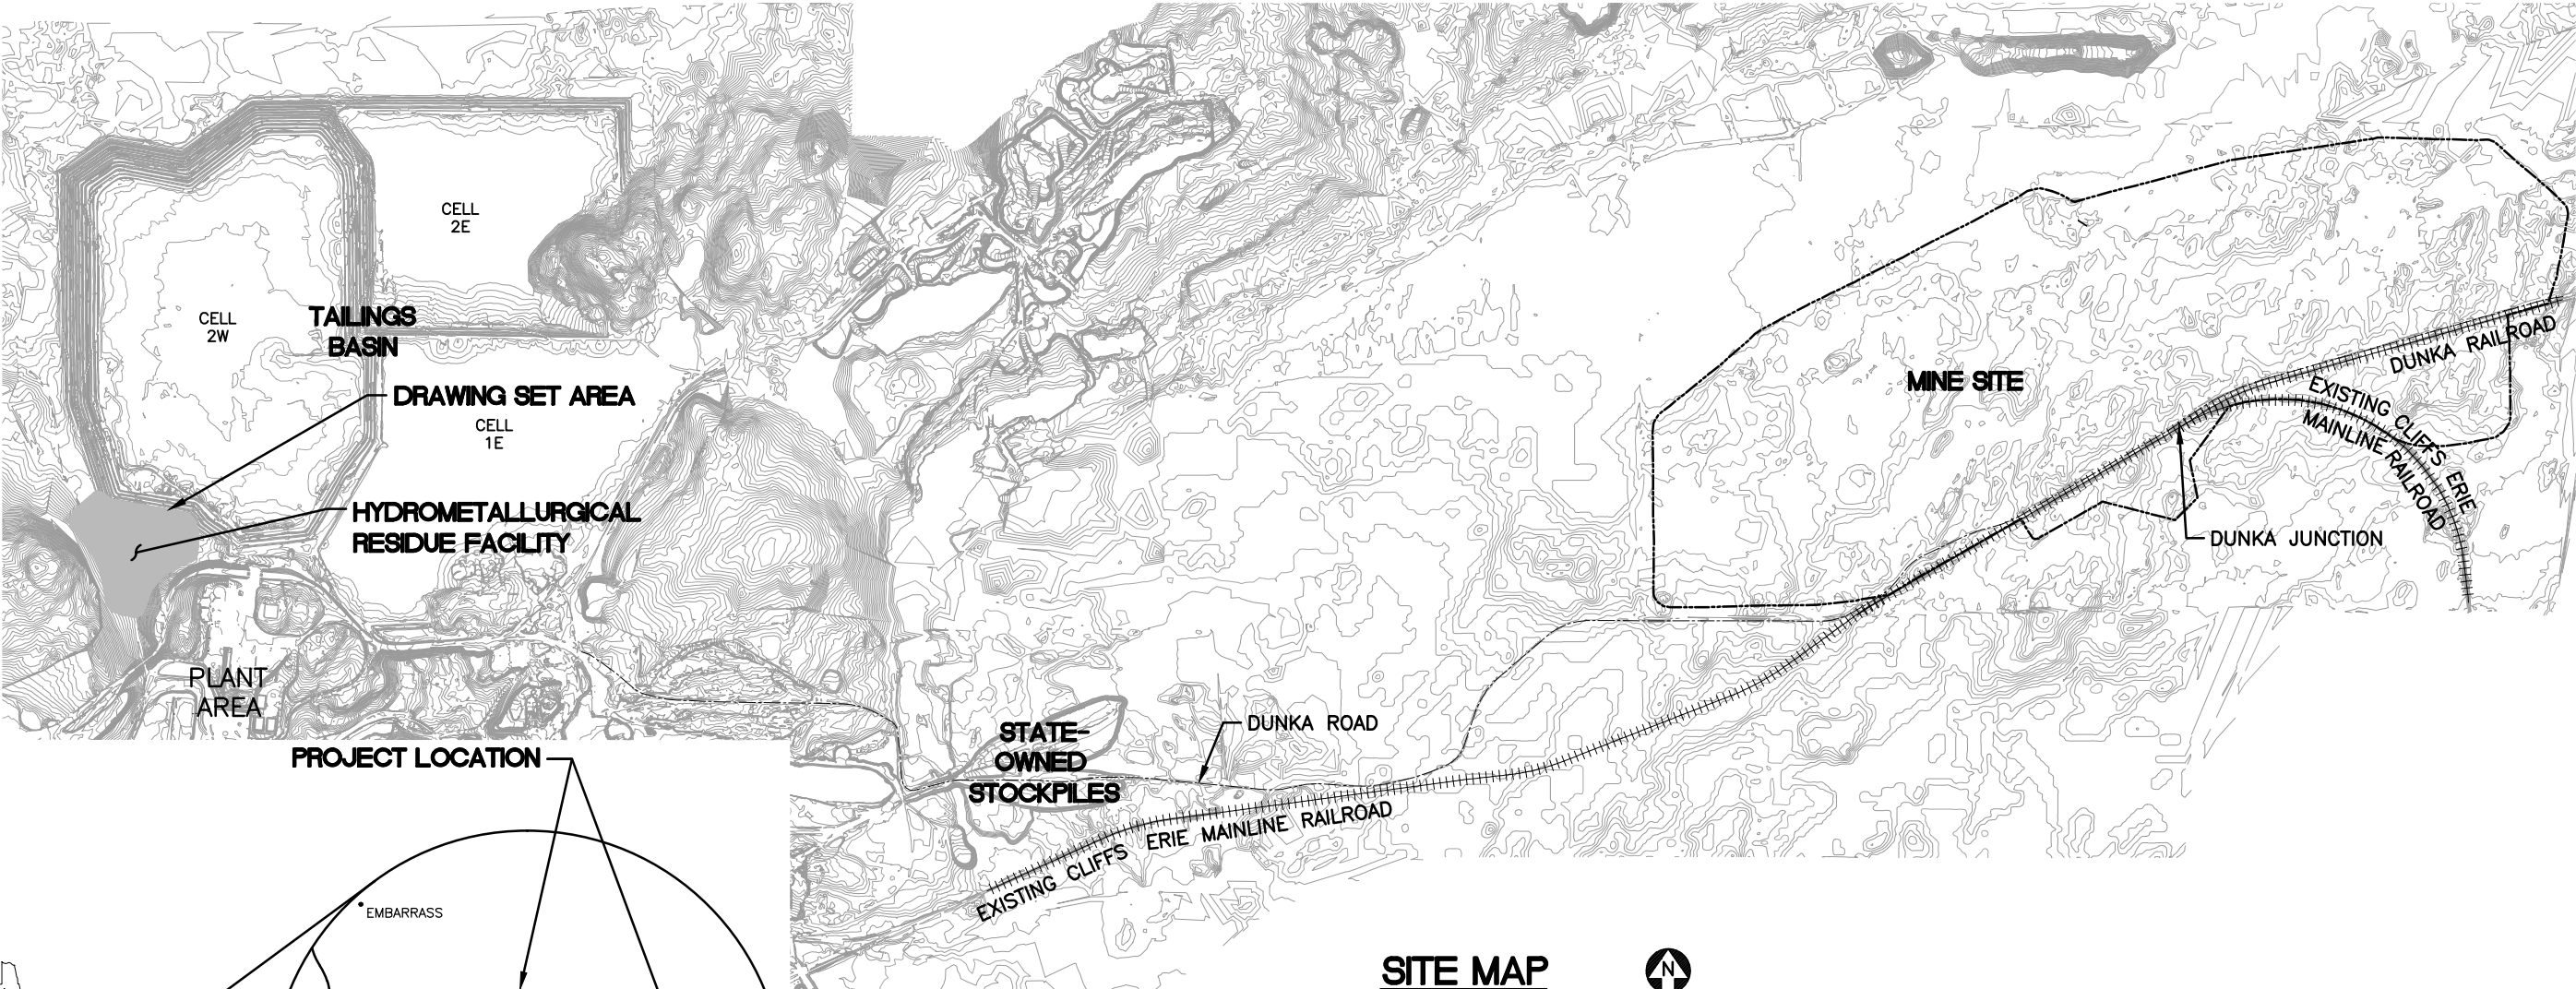 CELL
2E
CELL
2W
TAILINGS
BASIN
DRAWING SET AREA
CELL
1E
HYDROMETALLURGICAL
RESIDUE FACILITY
PLANT
AREA
PROJECT LOCATION
EMBARRASS
STATE-
OWNED
STOCKPILES
DUNKA ROAD
EXISTING CLIFFS ERIE MAINLINE RAILROAD
MINE SITE
DUNKA RAILROAD
EXISTING CLIFFS ERIE
MAINLINE RAILROAD
DUNKA JUNCTION
SITE MAP
N